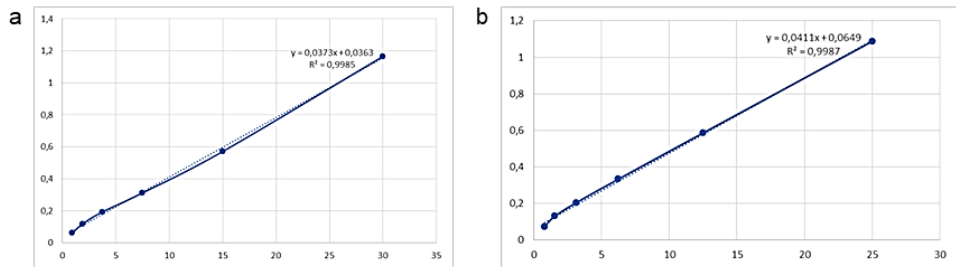 a
1,4
1,2
1
0,8
0,6
0,4
0,2
0
0 5 10 15 20 25 30 35
y = 0,0373x + 0,0363
R² = 0,9985
b
1,2
1
0,8
0,6
0,4
0,2
0
0 5 10 15 20 25 30
y = 0,0411x + 0,0649
R² = 0,9987